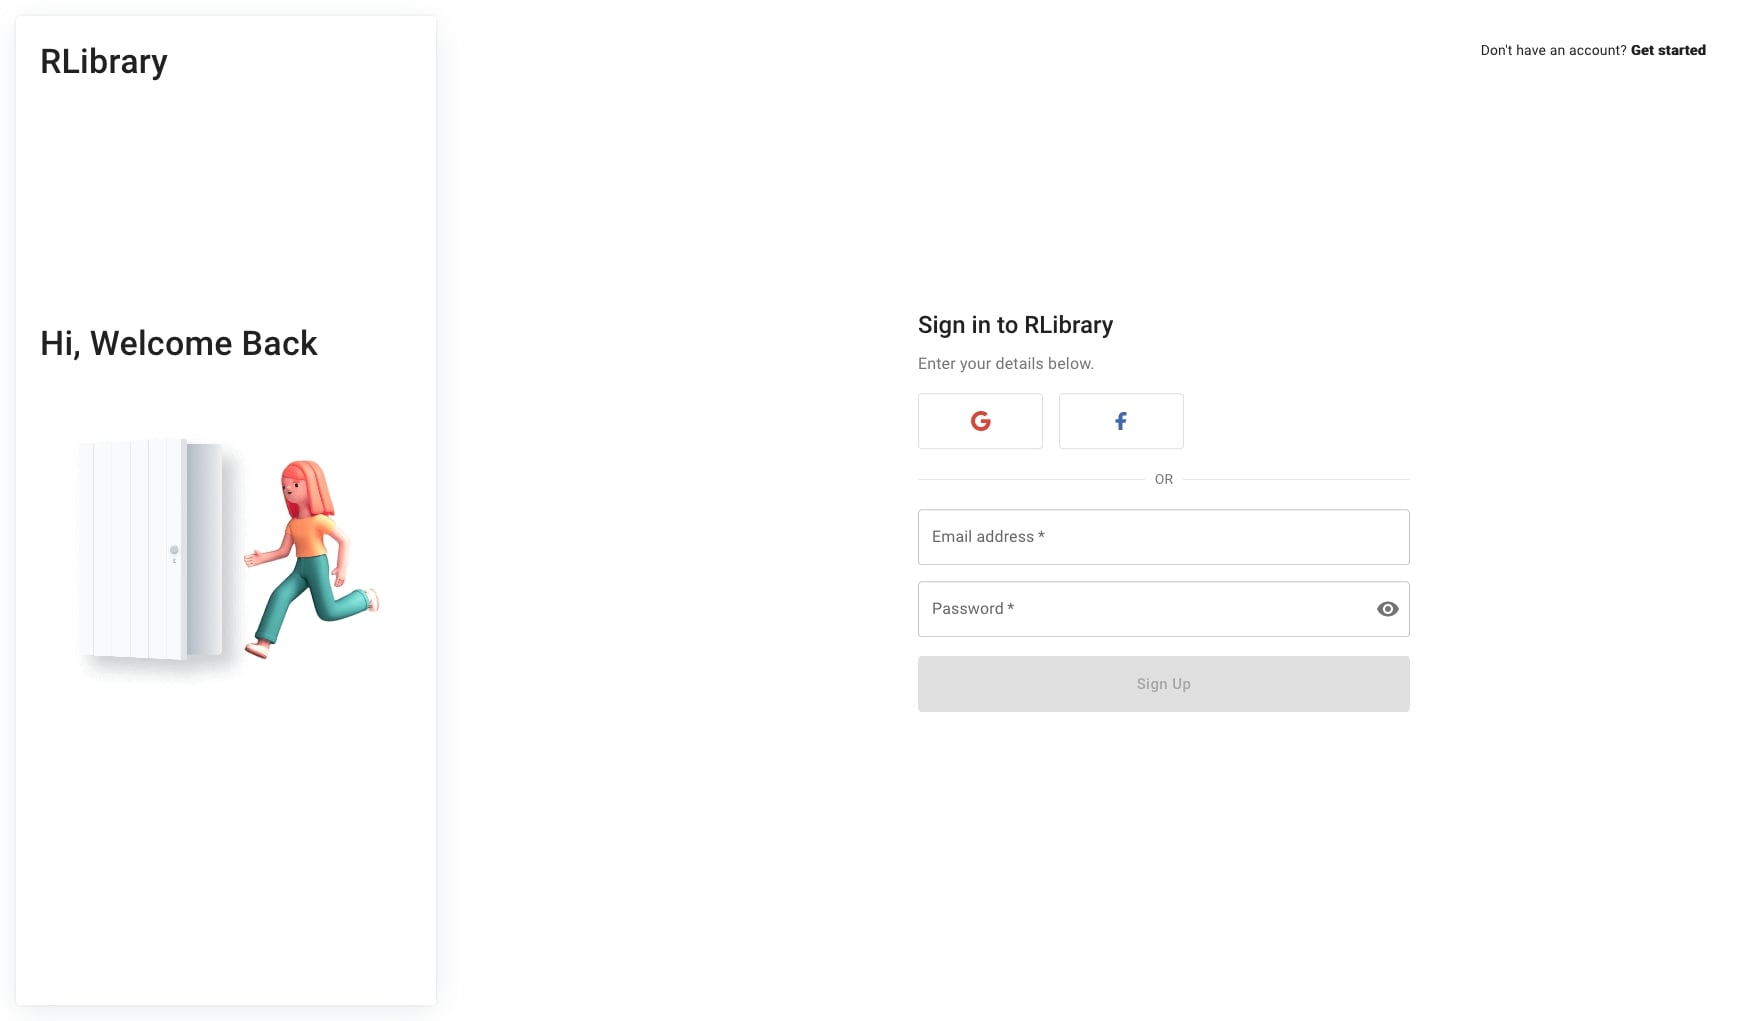 RLibrary
Don't have an account? Get started
Hi, Welcome Back
Sign in to RLibrary
Enter your details below.
OR
Email address *
Password *
Sign Up